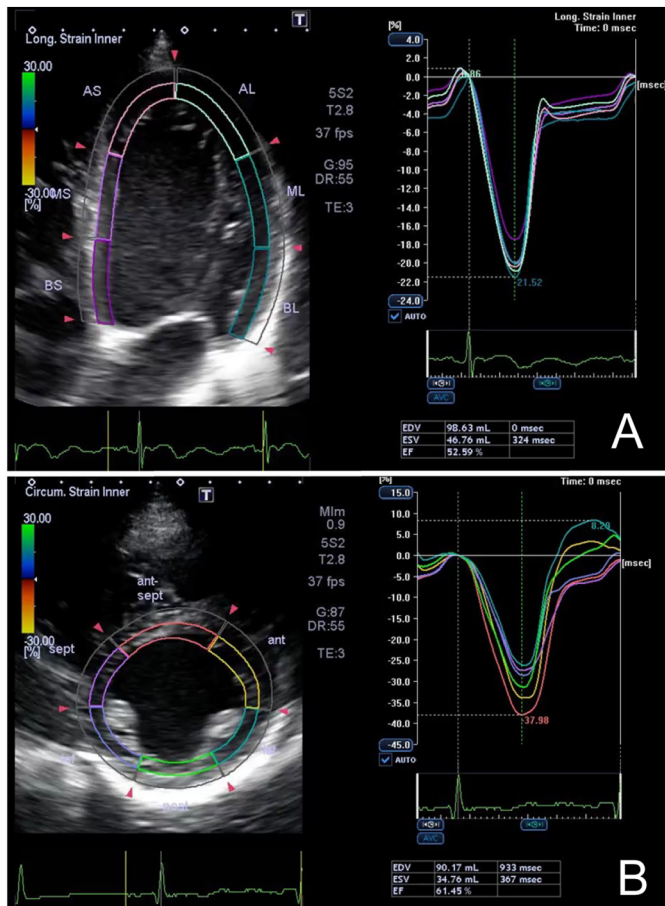 Long. Strain Inner
T
30.00
-30.00
[%]
AS
AL
MS
ML
BS
BL
5S2
T2.8
37 fps
G:95
DR:55
TE:3
Long. Strain Inner
Time: 0 msec
[%]
4.0
0.0
-2.0
-4.0
-6.0
-8.0
-10.0
-12.0
-14.0
-16.0
-18.0
-20.0
-22.0
-24.0
[msec]
21.52
AUTO
AVC
EDV 98.63 mL 0 msec
ESV 46.76 mL 324 msec
EF 52.59 %
A
Circum. Strain Inner
T
30.00
-30.00
[%]
ant-
sept
sept
ant
post
MIm
0.9
5S2
T2.8
37 fps
G:87
DR:55
TE:3
Time: 0 msec
[%]
15.0
10.0
5.0
0.0
-5.0
-10.0
-15.0
-20.0
-25.0
-30.0
-35.0
-40.0
-45.0
[msec]
8.20
-37.98
AUTO
AVC
EDV 90.17 mL 933 msec
ESV 34.76 mL 367 msec
EF 61.45 %
B